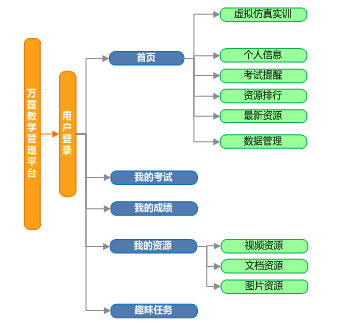 万霆教学管理平台
用户登录
首页
虚拟仿真实训
个人信息
考试提醒
资源排行
最新资源
数据管理
我的考试
我的成绩
我的资源
视频资源
文档资源
图片资源
趣味任务